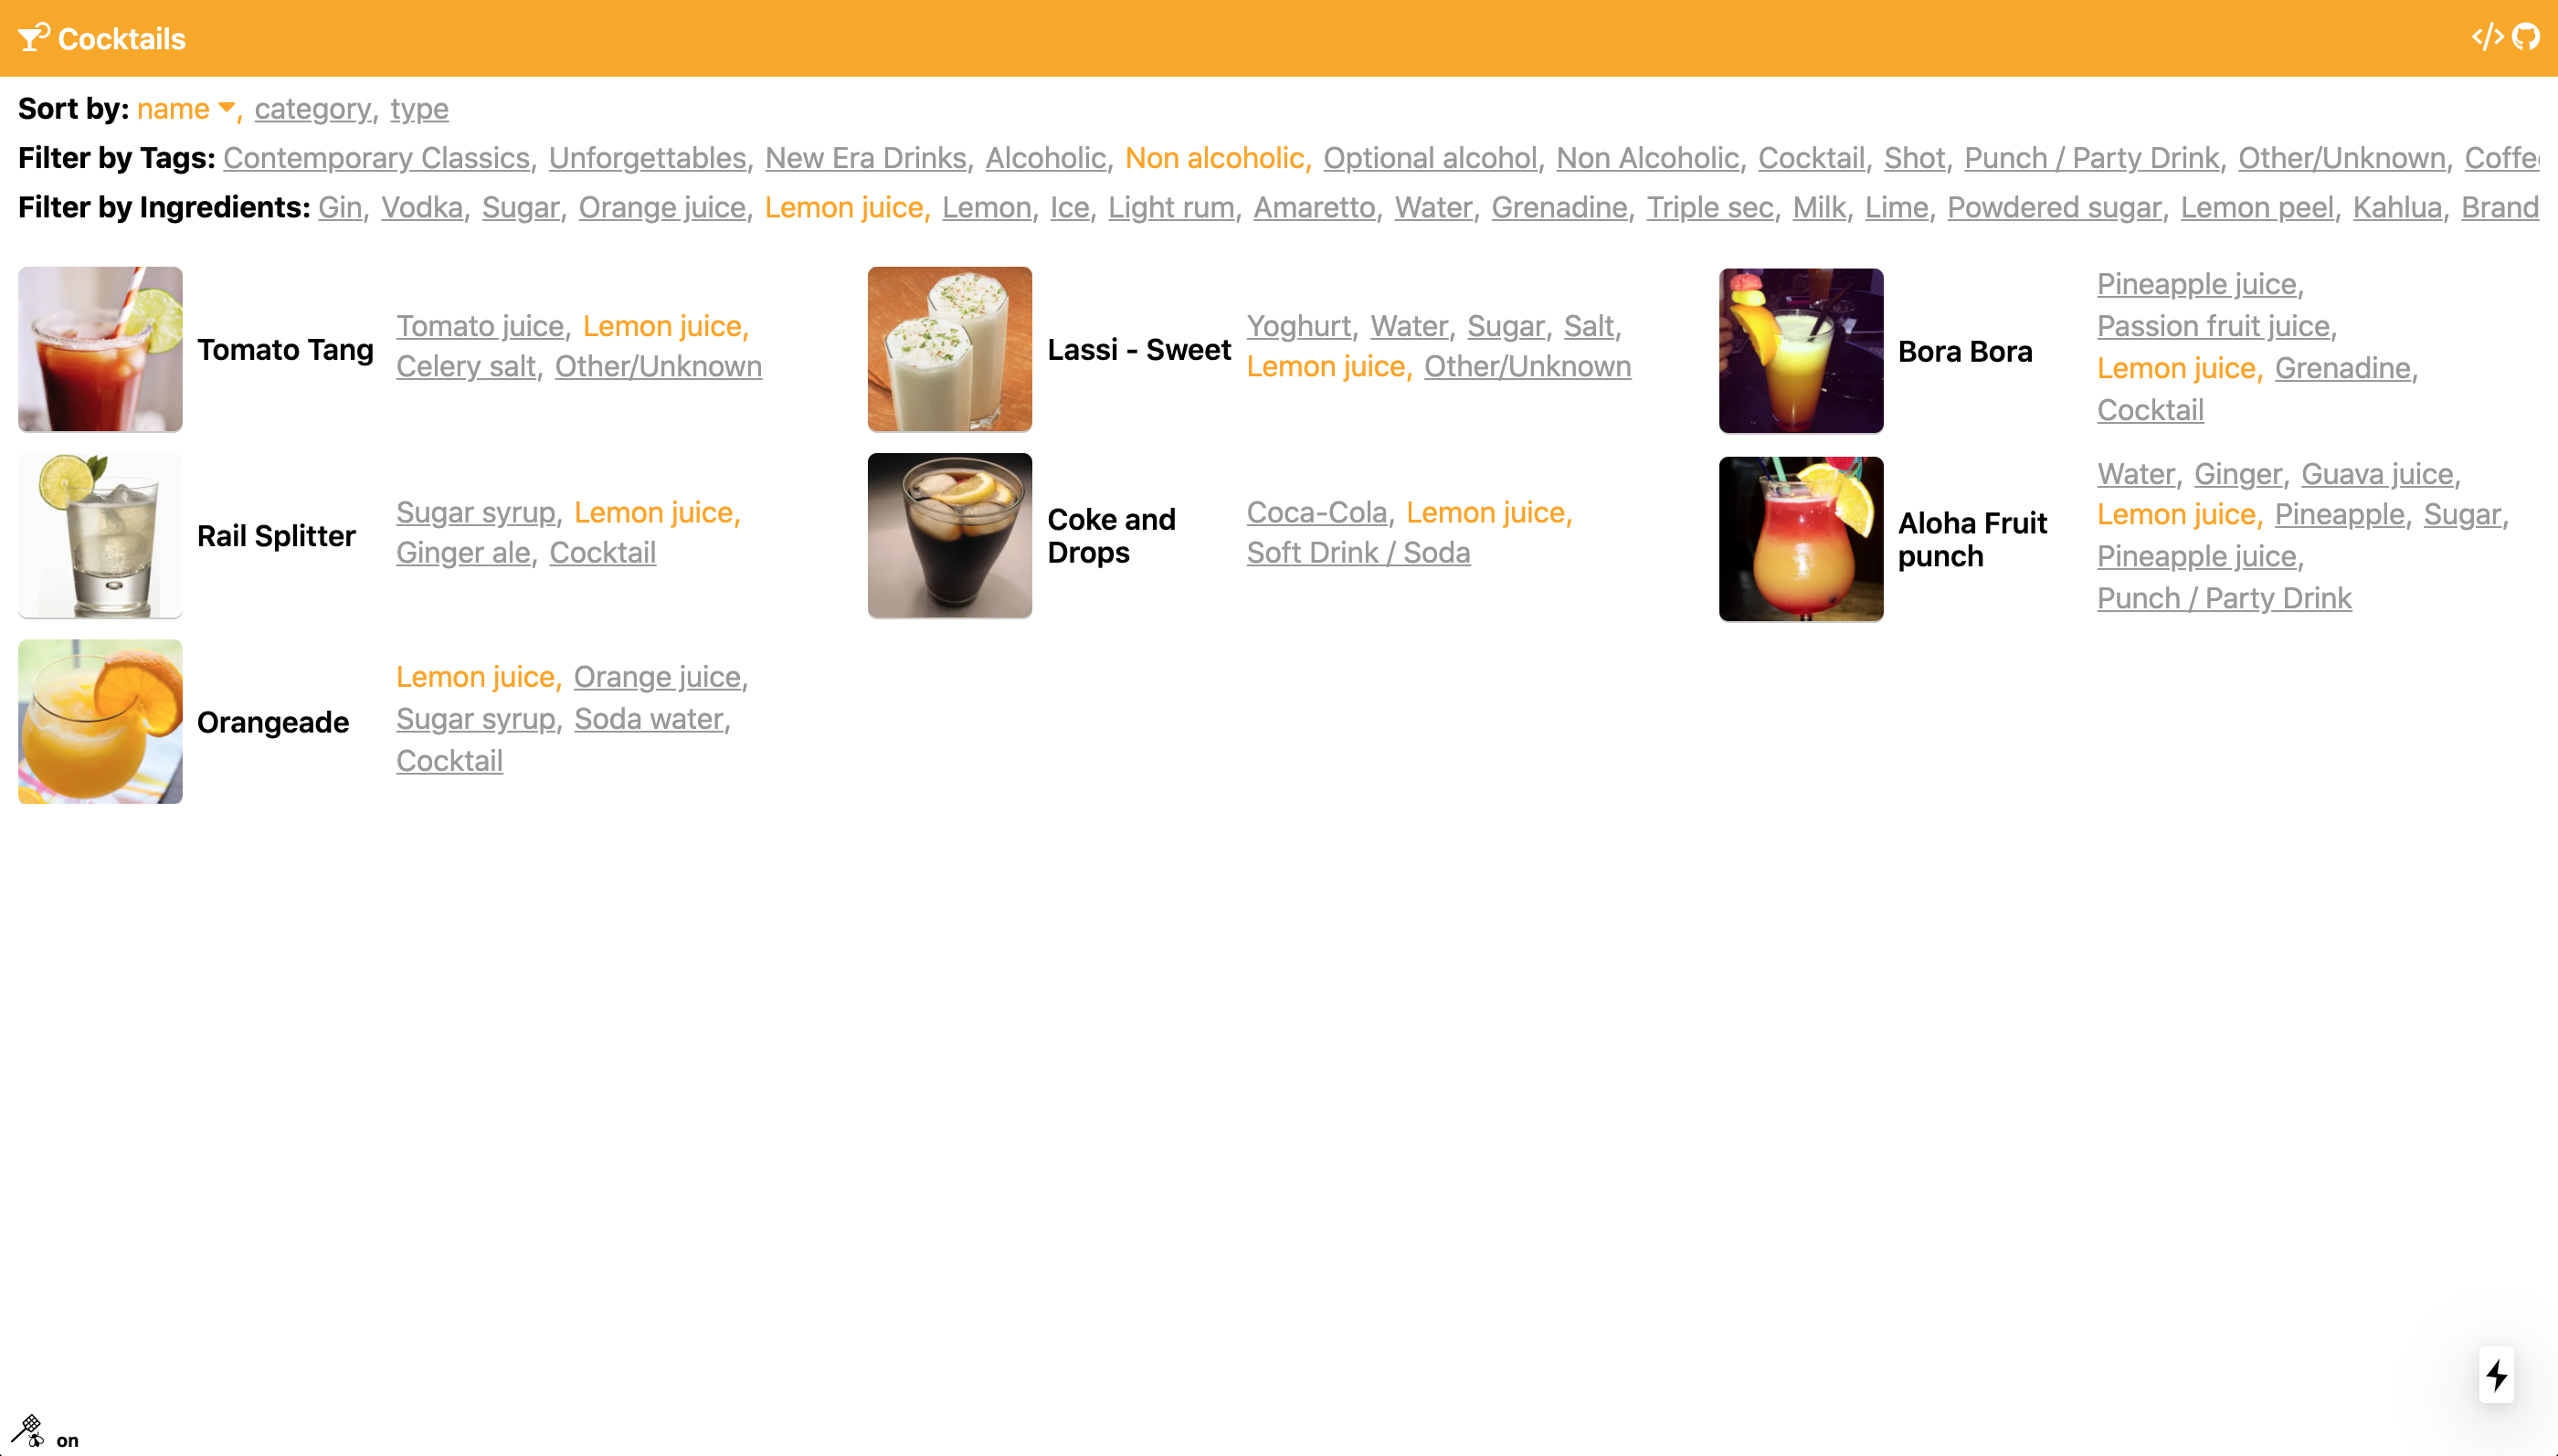 Cocktails
Sort by: name, category, type
Filter by Tags: Contemporary Classics, Unforgettables, New Era Drinks, Alcoholic, Non alcoholic, Optional alcohol, Non Alcoholic, Cocktail, Shot, Punch / Party Drink, Other/Unknown, Coffe
Filter by Ingredients: Gin, Vodka, Sugar, Orange juice, Lemon juice, Lemon, Ice, Light rum, Amaretto, Water, Grenadine, Triple sec, Milk, Lime, Powdered sugar, Lemon peel, Kahlua, Brand
Tomato Tang
Tomato juice, Lemon juice,
Celery salt, Other/Unknown
Lassi - Sweet
Yoghurt, Water, Sugar, Salt,
Lemon juice, Other/Unknown
Bora Bora
Pineapple juice,
Passion fruit juice,
Lemon juice, Grenadine,
Cocktail
Rail Splitter
Sugar syrup, Lemon juice,
Ginger ale, Cocktail
Coke and
Drops
Coca-Cola, Lemon juice,
Soft Drink / Soda
Aloha Fruit
punch
Water, Ginger, Guava juice,
Lemon juice, Pineapple, Sugar,
Pineapple juice,
Punch / Party Drink
Orangeade
Lemon juice, Orange juice,
Sugar syrup, Soda water,
Cocktail
on